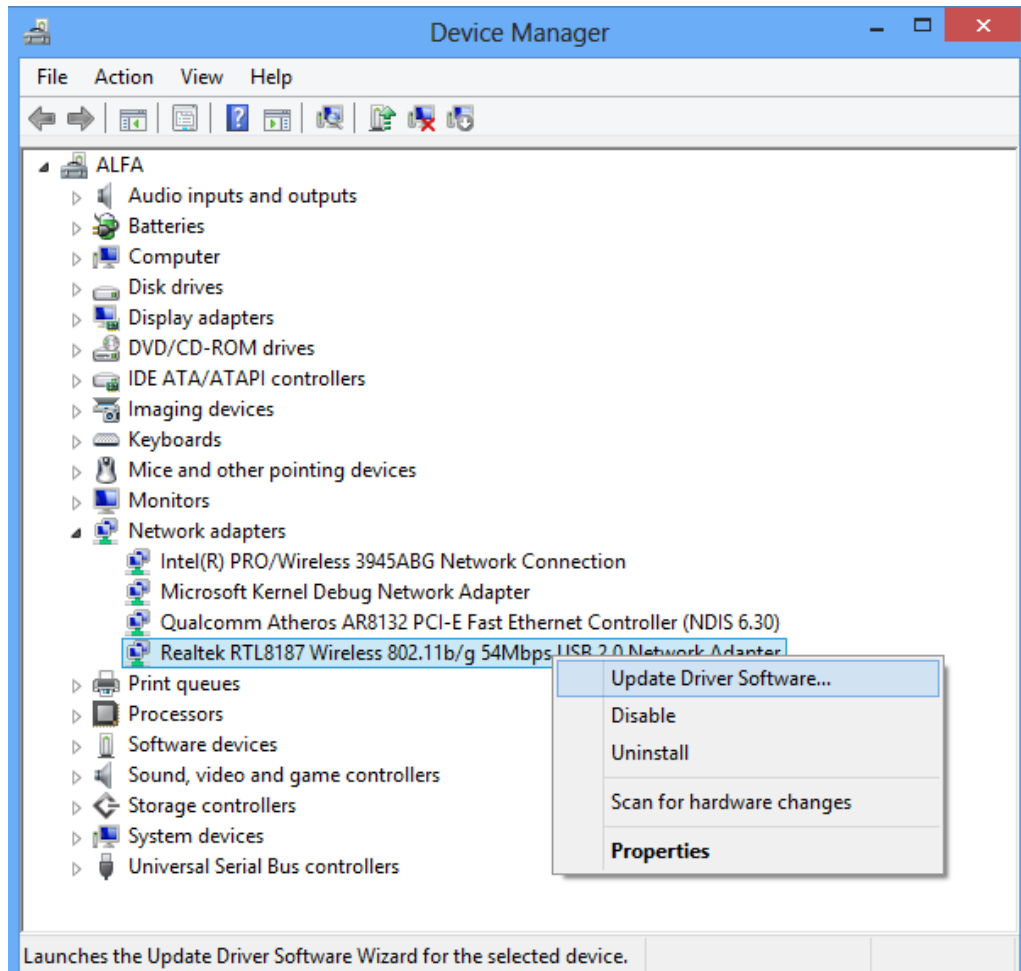 Device Manager
File Action View Help
ALFA
Audio inputs and outputs
Batteries
Computer
Disk drives
Display adapters
DVD/CD-ROM drives
IDE ATA/ATAPI controllers
Imaging devices
Keyboards
Mice and other pointing devices
Monitors
Network adapters
Intel(R) PRO/Wireless 3945ABG Network Connection
Microsoft Kernel Debug Network Adapter
Qualcomm Atheros AR8132 PCI-E Fast Ethernet Controller (NDIS 6.30)
Realtek RTL8187 Wireless 802.11b/g 54Mbps USB 2.0 Network Adapter
Print queues
Processors
Software devices
Sound, video and game controllers
Storage controllers
System devices
Universal Serial Bus controllers
Update Driver Software...
Disable
Uninstall
Scan for hardware changes
Properties
Launches the Update Driver Software Wizard for the selected device.